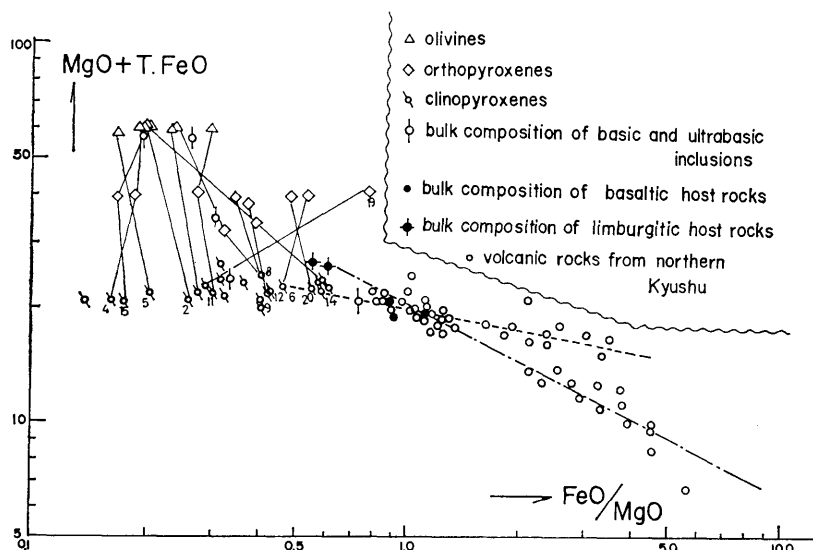 100
MgO + T. FeO
50
10
5
0.1
0.5
1.0
5.0
10.0
FeO/MgO
olivines
orthopyroxenes
clinopyroxenes
bulk composition of basic and ultrabasic
inclusions
bulk composition of basaltic host rocks
bulk composition of limburgitic host rocks
volcanic rocks from northern
Kyushu
19
7
8
4
5
2
11
9
12
6
20
14